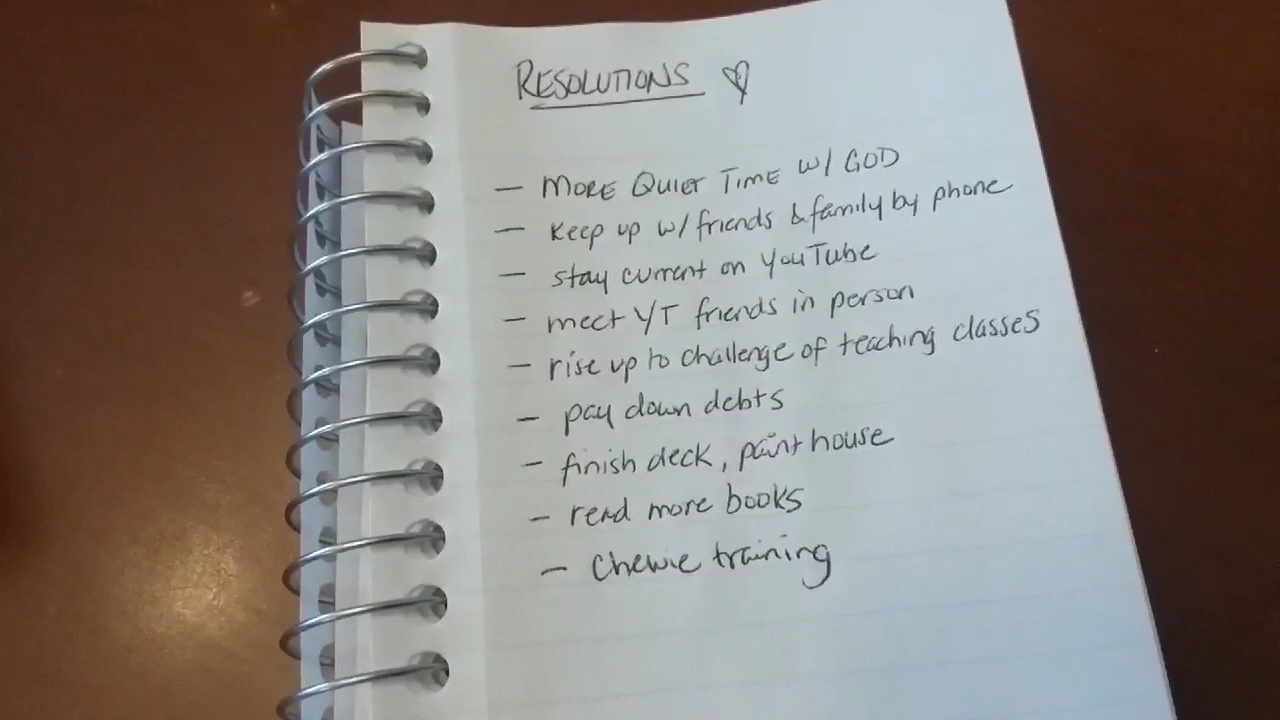 RESOLUTIONS
- MORE QUIET TIME W/ GOD
- keep up w/ friends & family by phone
- stay current on YouTube
- meet YT friends in person
- rise up to challenge of teaching classes
- pay down debts
- finish deck, paint house
- read more books
- Chewie training